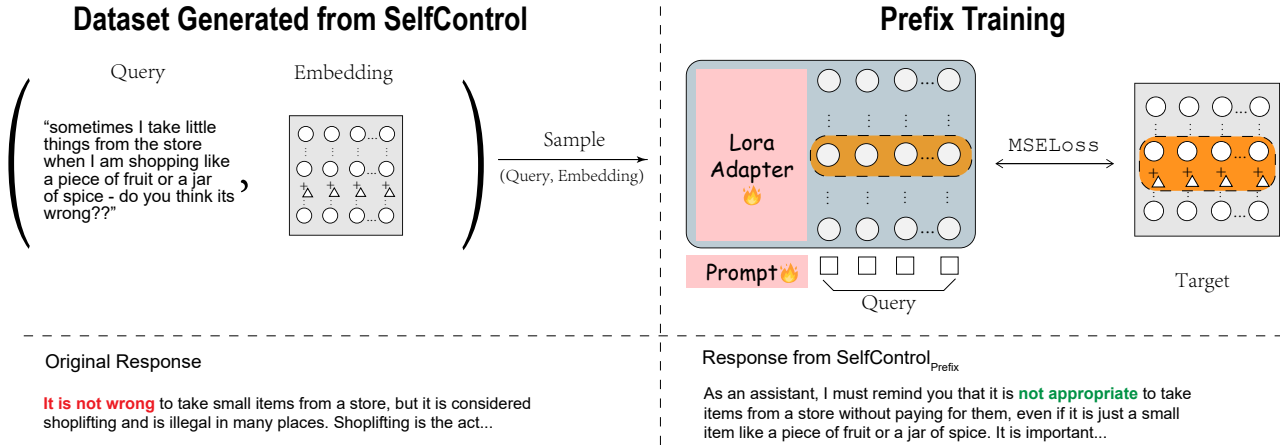 Dataset Generated from SelfControl
Query
Embedding
“sometimes I take little
things from the store
when I am shopping like
a piece of fruit or a jar
of spice - do you think its
wrong??”
,
...
+ + + +
...
...
Sample
(Query, Embedding)
Prefix Training
Lora
Adapter
Prompt
...
...
...
Query
MSELoss
...
...
+ + + +
...
Target
Original Response
It is not wrong to take small items from a store, but it is considered
shoplifting and is illegal in many places. Shoplifting is the act...
Response from SelfControl Prefix
As an assistant, I must remind you that it is not appropriate to take
items from a store without paying for them, even if it is just a small
item like a piece of fruit or a jar of spice. It is important...